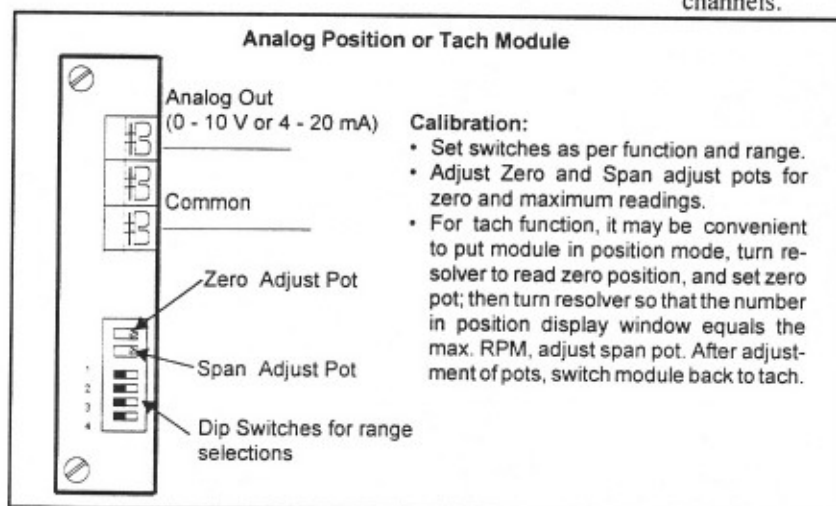 channels.
Analog Position or Tach Module
Analog Out
(0 - 10 V or 4 - 20 mA)
Common
Zero Adjust Pot
Span Adjust Pot
1
2
3
4
Dip Switches for range
selections
Calibration:
• Set switches as per function and range.
• Adjust Zero and Span adjust pots for
zero and maximum readings.
• For tach function, it may be convenient
to put module in position mode, turn re-
solver to read zero position, and set zero
pot; then turn resolver so that the number
in position display window equals the
max. RPM, adjust span pot. After adjust-
ment of pots, switch module back to tach.